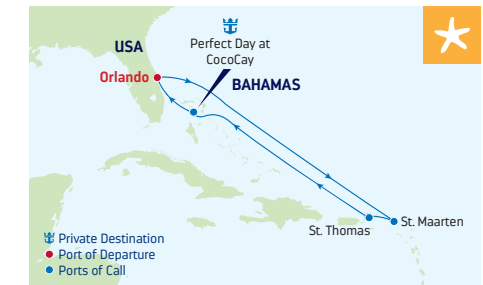 USA
Perfect Day at
CocoCay
Orlando
BAHAMAS
St. Thomas
St. Maarten
Private Destination
Port of Departure
Ports of Call